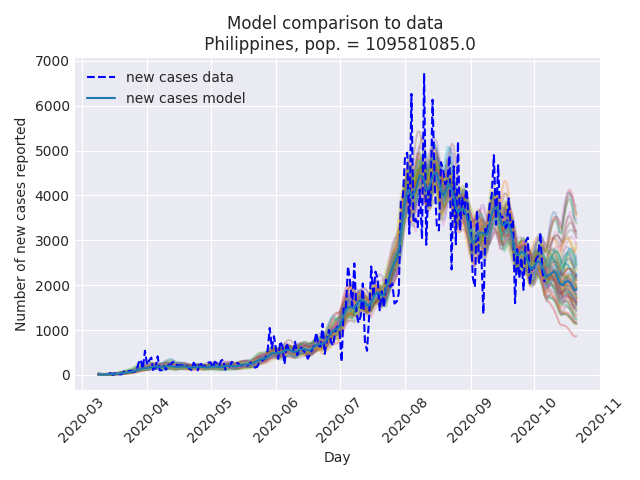 Model comparison to data
Philippines, pop. = 109581085.0
7000
6000
5000
4000
3000
2000
1000
0
Number of new cases reported
new cases data
new cases model
2020-03
2020-04
2020-05
2020-06
2020-07
2020-08
2020-09
2020-10
2020-11
Day